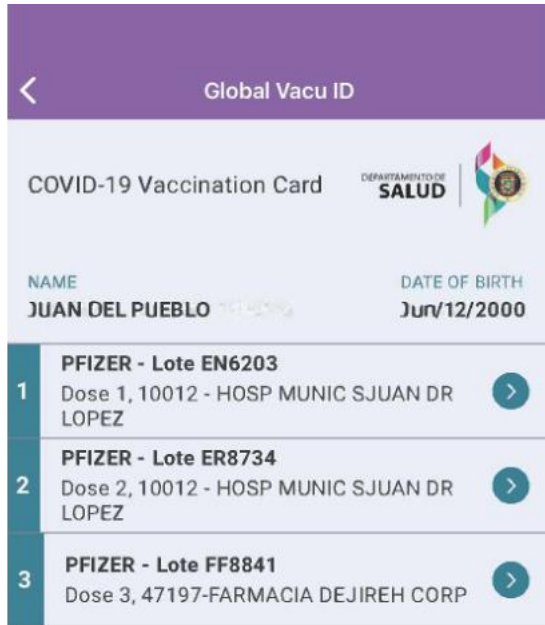 Global Vacu ID
COVID-19 Vaccination Card
DEPARTAMENTO DE
SALUD
NAME
DATE OF BIRTH
JUAN DEL PUEBLO
Jun/12/2000
1
PFIZER - Lote EN6203
Dose 1, 10012 - HOSP MUNIC SJUAN DR
LOPEZ
2
PFIZER - Lote ER8734
Dose 2, 10012 - HOSP MUNIC SJUAN DR
LOPEZ
3
PFIZER - Lote FF8841
Dose 3, 47197-FARMACIA DEJIREH CORP